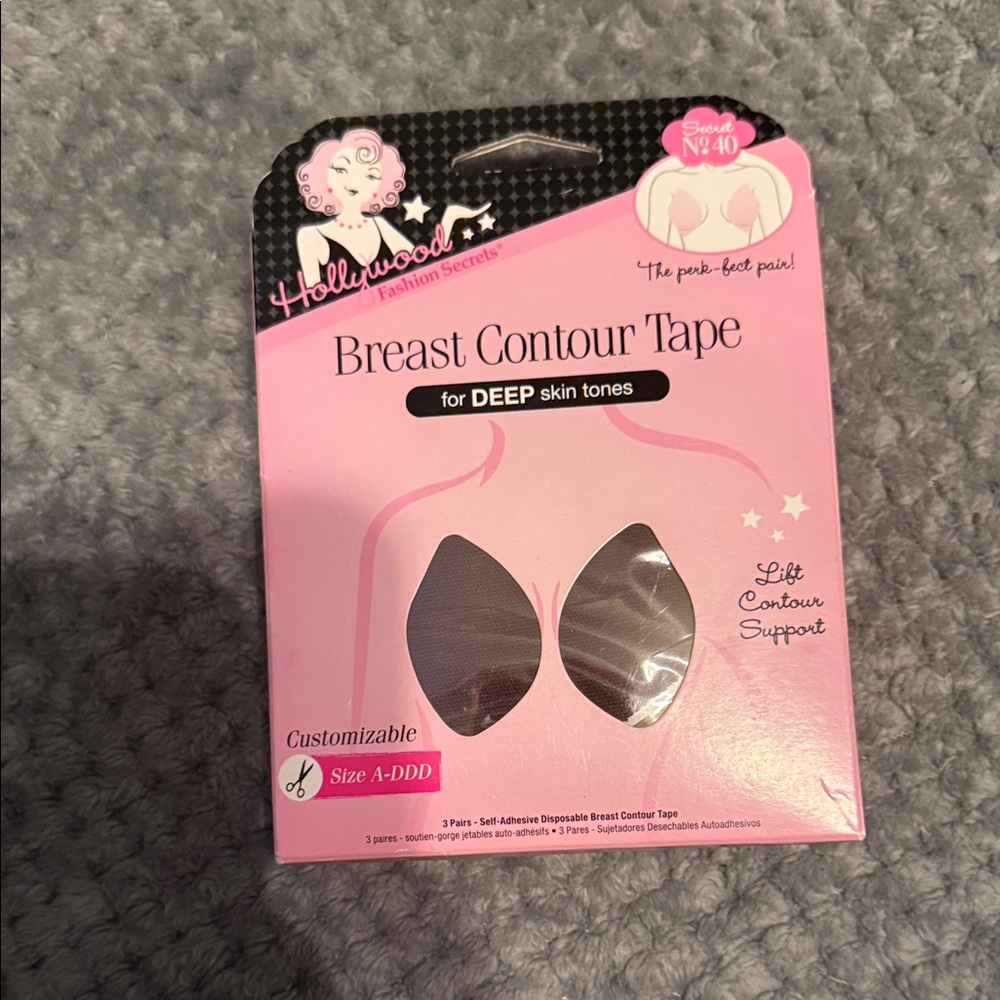 Secret
Nº 40
Hollywood
Fashion Secrets®
The perk-fect pair!
Breast Contour Tape
for DEEP skin tones
Lift
Contour
Support
Customizable
Size A-DDD
3 Pairs - Self-Adhesive Disposable Breast Contour Tape
3 paires - soutien-gorge jetables auto-adhésifs • 3 Pares - Sujetadores Desechables Autoadhesivos